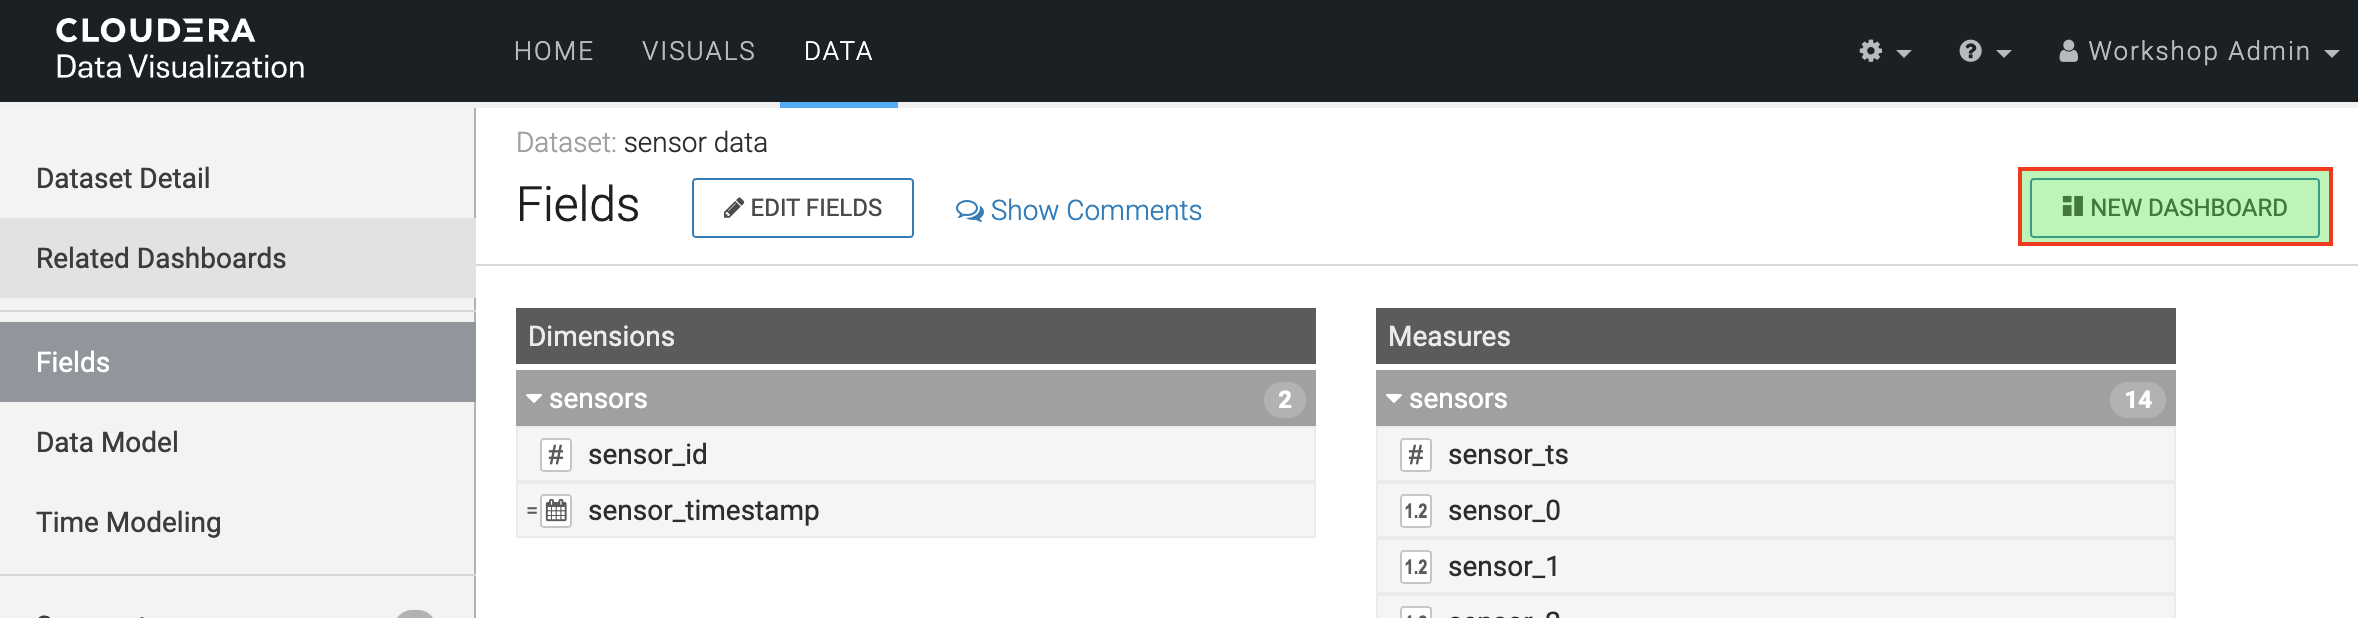 CLOUDERA
Data Visualization
HOME VISUALS DATA
Workshop Admin
Dataset Detail
Related Dashboards
Fields
Data Model
Time Modeling
Dataset: sensor data
Fields
EDIT FIELDS
Show Comments
NEW DASHBOARD
Dimensions
sensors 2
# sensor_id
= sensor_timestamp
Measures
sensors 14
# sensor_ts
1.2 sensor_0
1.2 sensor_1